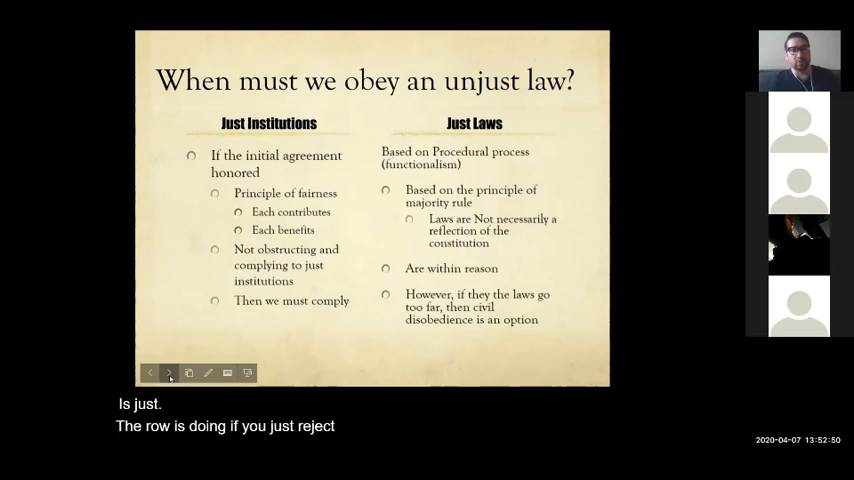 When must we obey an unjust law?
Just Institutions
If the initial agreement
honored
Principle of fairness
Each contributes
Each benefits
Not obstructing and
complying to just
institutions
Then we must comply
Just Laws
Based on Procedural process
(functionalism)
Based on the principle of
majority rule
Laws are Not necessarily a
reflection of the
constitution
Are within reason
However, if they the laws go
too far, then civil
disobedience is an option
Is just.
The row is doing if you just reject
2020-04-07 13:52:50